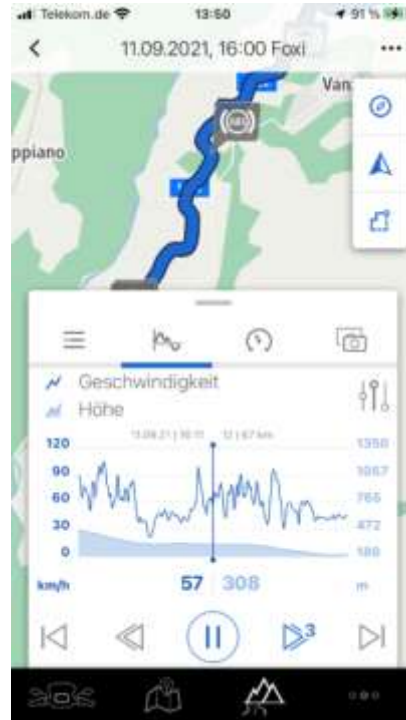 Telekom.de 13:50 91 %
11.09.2021, 16:00 Foxi...
Van
ppiano
Geschwindigkeit
Höhe
120 1350
90 1057
60 765
30 472
0 180
km/h 57 308 m
3